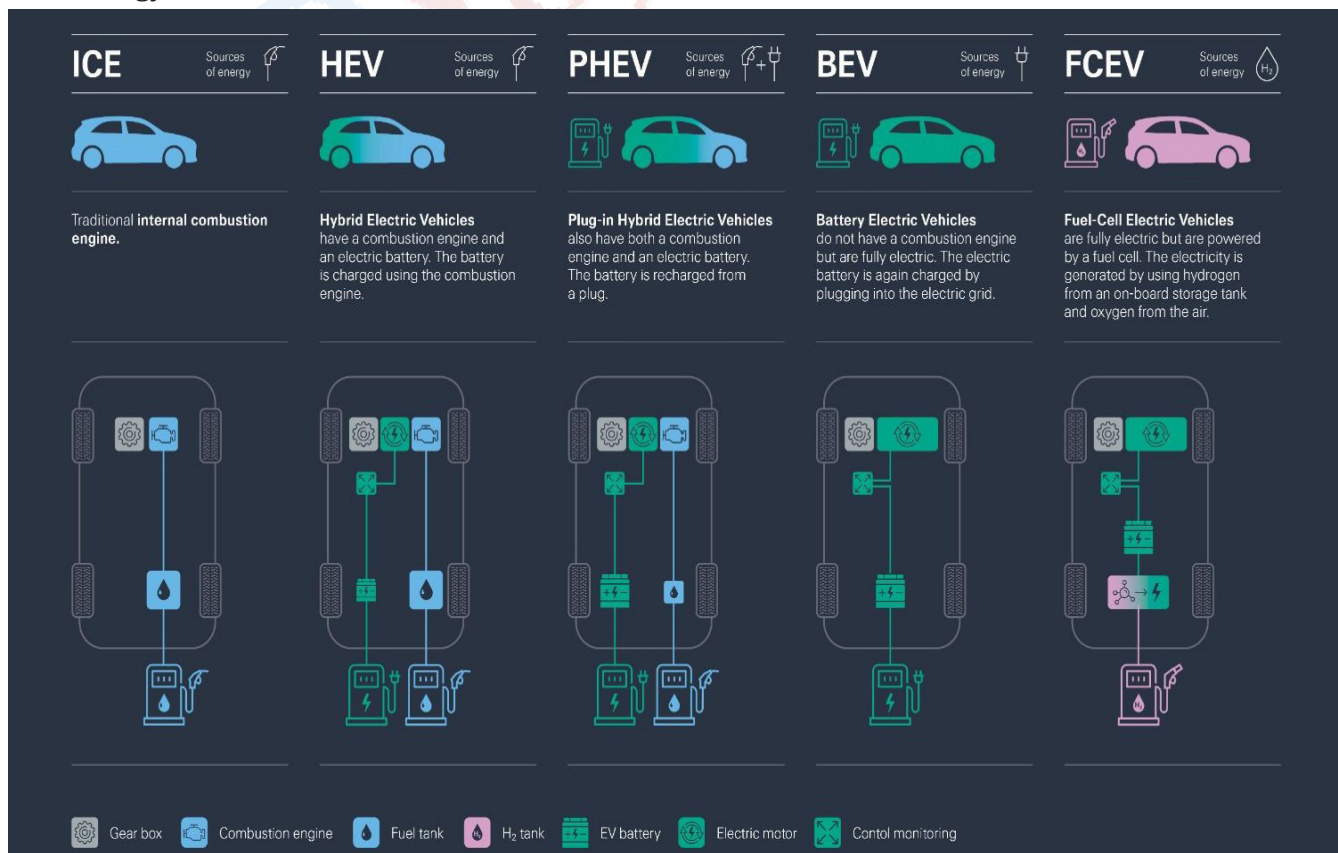 ICE
Sources
of energy
HEV
Sources
of energy
PHEV
Sources
of energy
+
BEV
Sources
of energy
FCEV
Sources
of energy
H₂
Traditional internal combustion
engine.
Hybrid Electric Vehicles
have a combustion engine and
an electric battery. The battery
is charged using the combustion
engine.
Plug-in Hybrid Electric Vehicles
also have both a combustion
engine and an electric battery.
The battery is recharged from
a plug.
Battery Electric Vehicles
do not have a combustion engine
but are fully electric. The electric
battery is again charged by
plugging into the electric grid.
Fuel-Cell Electric Vehicles
are fully electric but are powered
by a fuel cell. The electricity is
generated by using hydrogen
from an on-board storage tank
and oxygen from the air.
H₂
Gear box
Combustion engine
Fuel tank
H₂ tank
EV battery
Electric motor
Contol monitoring